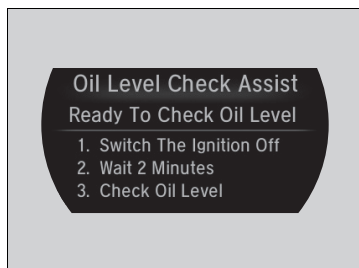 Oil Level Check Assist
Ready To Check Oil Level
1. Switch The Ignition Off
2. Wait 2 Minutes
3. Check Oil Level